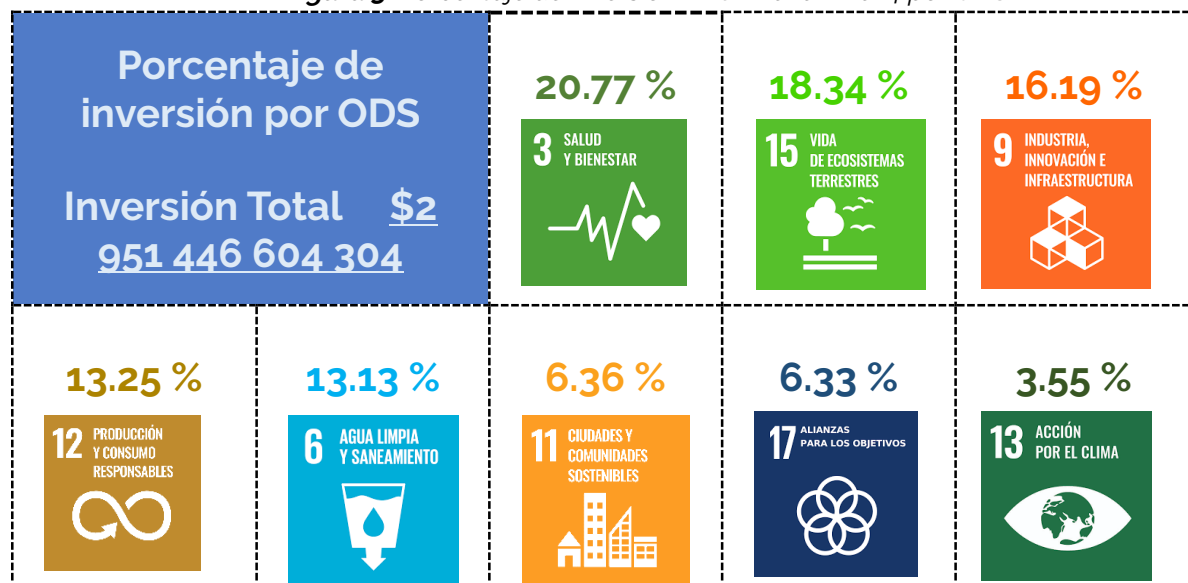 Porcentaje de
inversión por ODS
Inversión Total $2
951 446 604 304
20.77 %
3 SALUD
Y BIENESTAR
18.34 %
15 VIDA
DE ECOSISTEMAS
TERRESTRES
16.19 %
9 INDUSTRIA,
INNOVACIÓN E
INFRAESTRUCTURA
13.25 %
12 PRODUCCIÓN
Y CONSUMO
RESPONSABLES
13.13 %
6 AGUA LIMPIA
Y SANEAMIENTO
6.36 %
11 CIUDADES Y
COMUNIDADES
SOSTENIBLES
6.33 %
17 ALIANZAS
PARA LOS OBJETIVOS
3.55 %
13 ACCIÓN
POR EL CLIMA